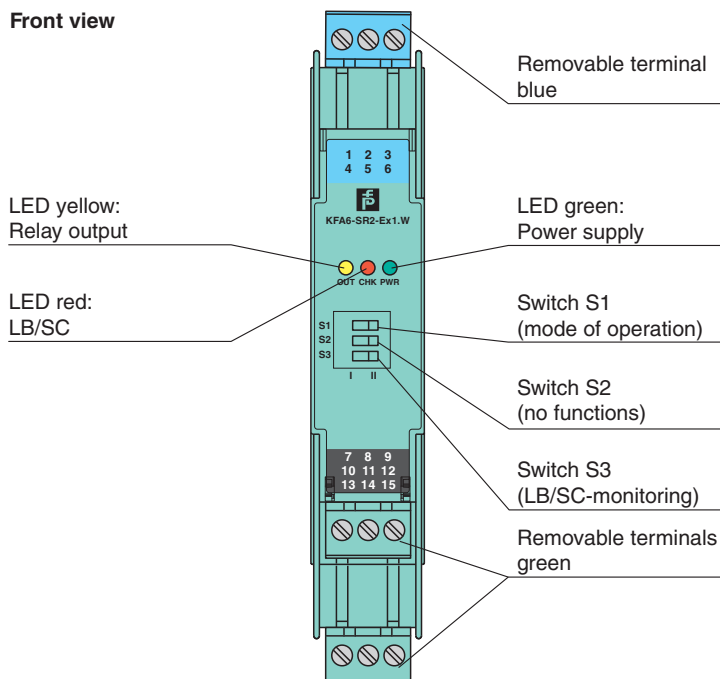 Front view
Removable terminal
blue
1 2 3
4 5 6
KFA6-SR2-Ex1.W
LED yellow:
Relay output
LED green:
Power supply
OUT CHK PWR
LED red:
LB/SC
Switch S1
(mode of operation)
S1
S2
S3
I II
Switch S2
(no functions)
Switch S3
(LB/SC-monitoring)
7 8 9
10 11 12
13 14 15
Removable terminals
green